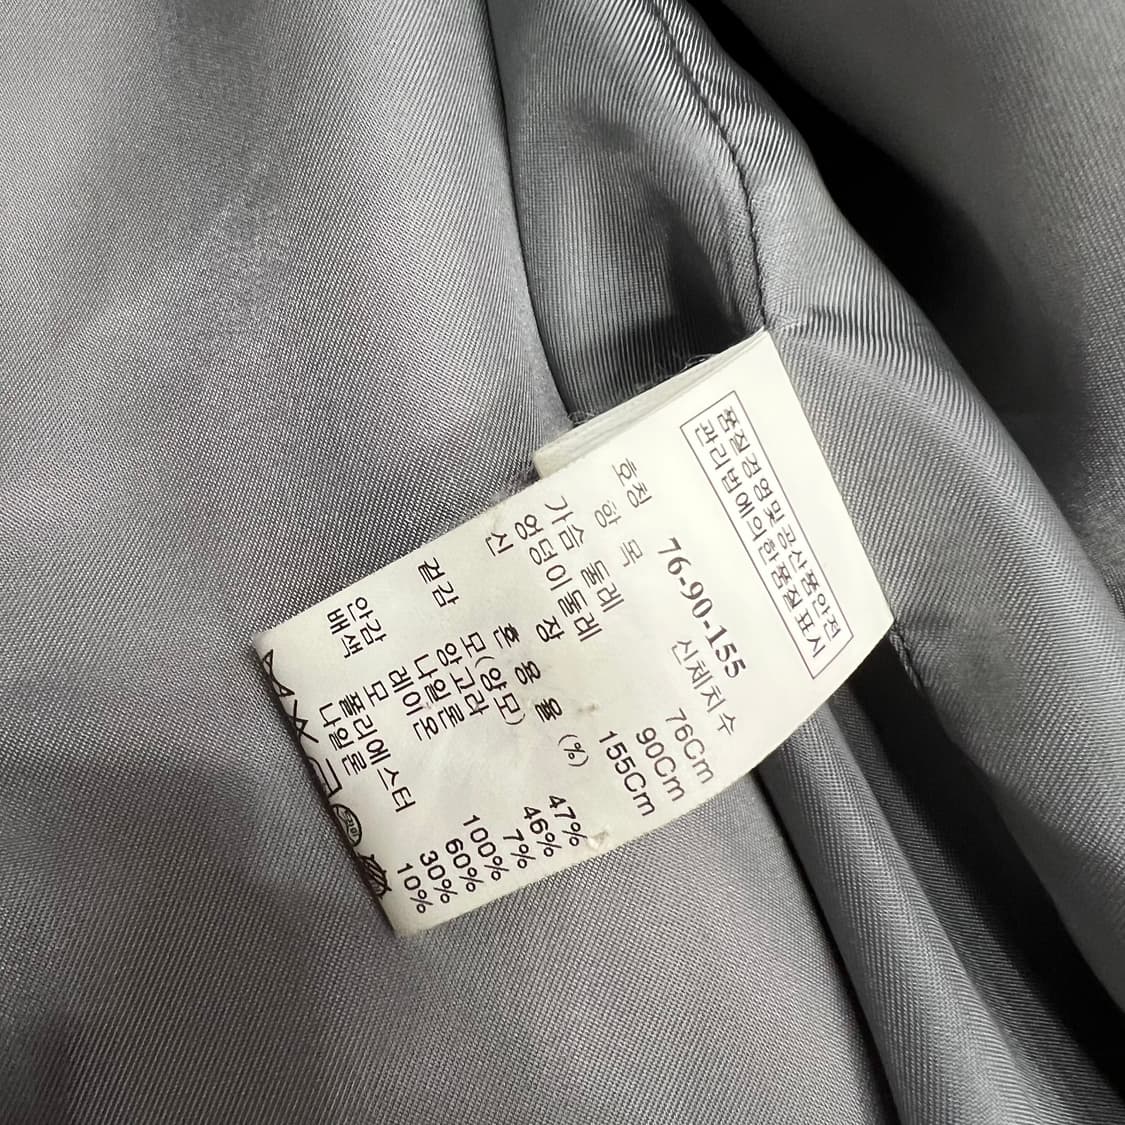 품질경영및공산품안전
관리법에의한품질표시
호칭 76-90-155
항 목 신체치수
가슴 둘레 76Cm
엉덩이둘레 90Cm
신 장 155Cm
혼 용 율 (%)
겉감 모(양모) 47%
앙고라 46%
나일론 7%
안감 레이온 100%
배색 모 60%
폴리에스터 30%
나일론 10%